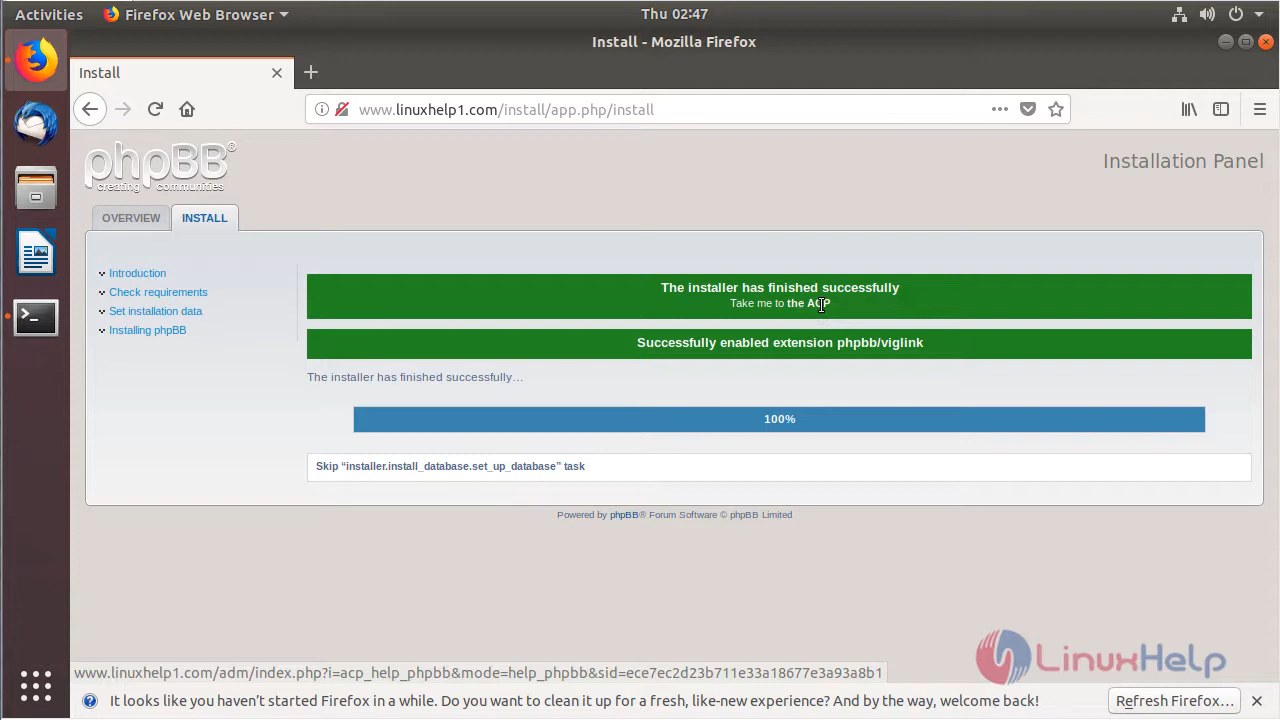 Activities Firefox Web Browser Thu 02:47
Install - Mozilla Firefox
Install
www.linuxhelp1.com/install/app.php/install
phpBB®
creating communities
Installation Panel
OVERVIEW INSTALL
Introduction
Check requirements
Set installation data
Installing phpBB
The installer has finished successfully
Take me to the ACP
Successfully enabled extension phpbb/viglink
The installer has finished successfully…
100%
Skip “installer.install_database.set_up_database” task
Powered by phpBB® Forum Software © phpBB Limited
LinuxHelp
www.linuxhelp1.com/adm/index.php?i=acp_help_phpbb&mode=help_phpbb&sid=ece7ec2d23b711e33a18677e3a93a8b1
It looks like you haven’t started Firefox in a while. Do you want to clean it up for a fresh, like-new experience? And by the way, welcome back! Refresh Firefox…